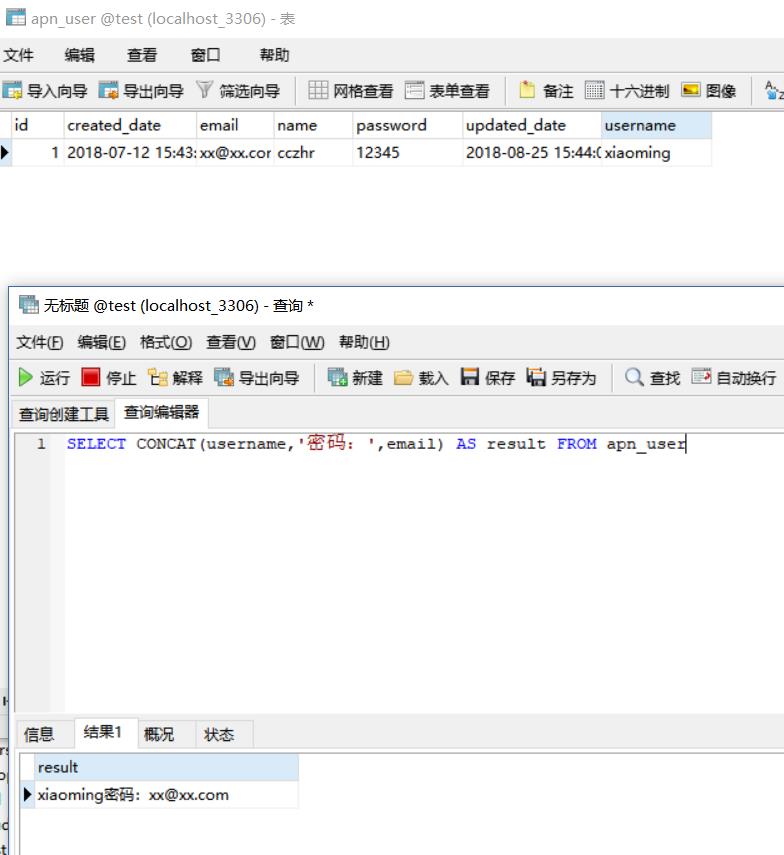 apn_user @test (localhost_3306) - 表
文件 编辑 查看 窗口 帮助
导入向导 导出向导 筛选向导 网格查看 表单查看 备注 十六进制 图像
id created_date email name password updated_date username
1 2018-07-12 15:43: xx@xx.cor cczhr 12345 2018-08-25 15:44:0 xiaoming
无标题 @test (localhost_3306) - 查询 *
文件(F) 编辑(E) 格式(O) 查看(V) 窗口(W) 帮助(H)
运行 停止 解释 导出向导 新建 载入 保存 另存为 查找 自动换行
查询创建工具 查询编辑器
1 SELECT CONCAT(username,'密码：',email) AS result FROM apn_user
信息 结果1 概况 状态
result
xiaoming密码：xx@xx.com